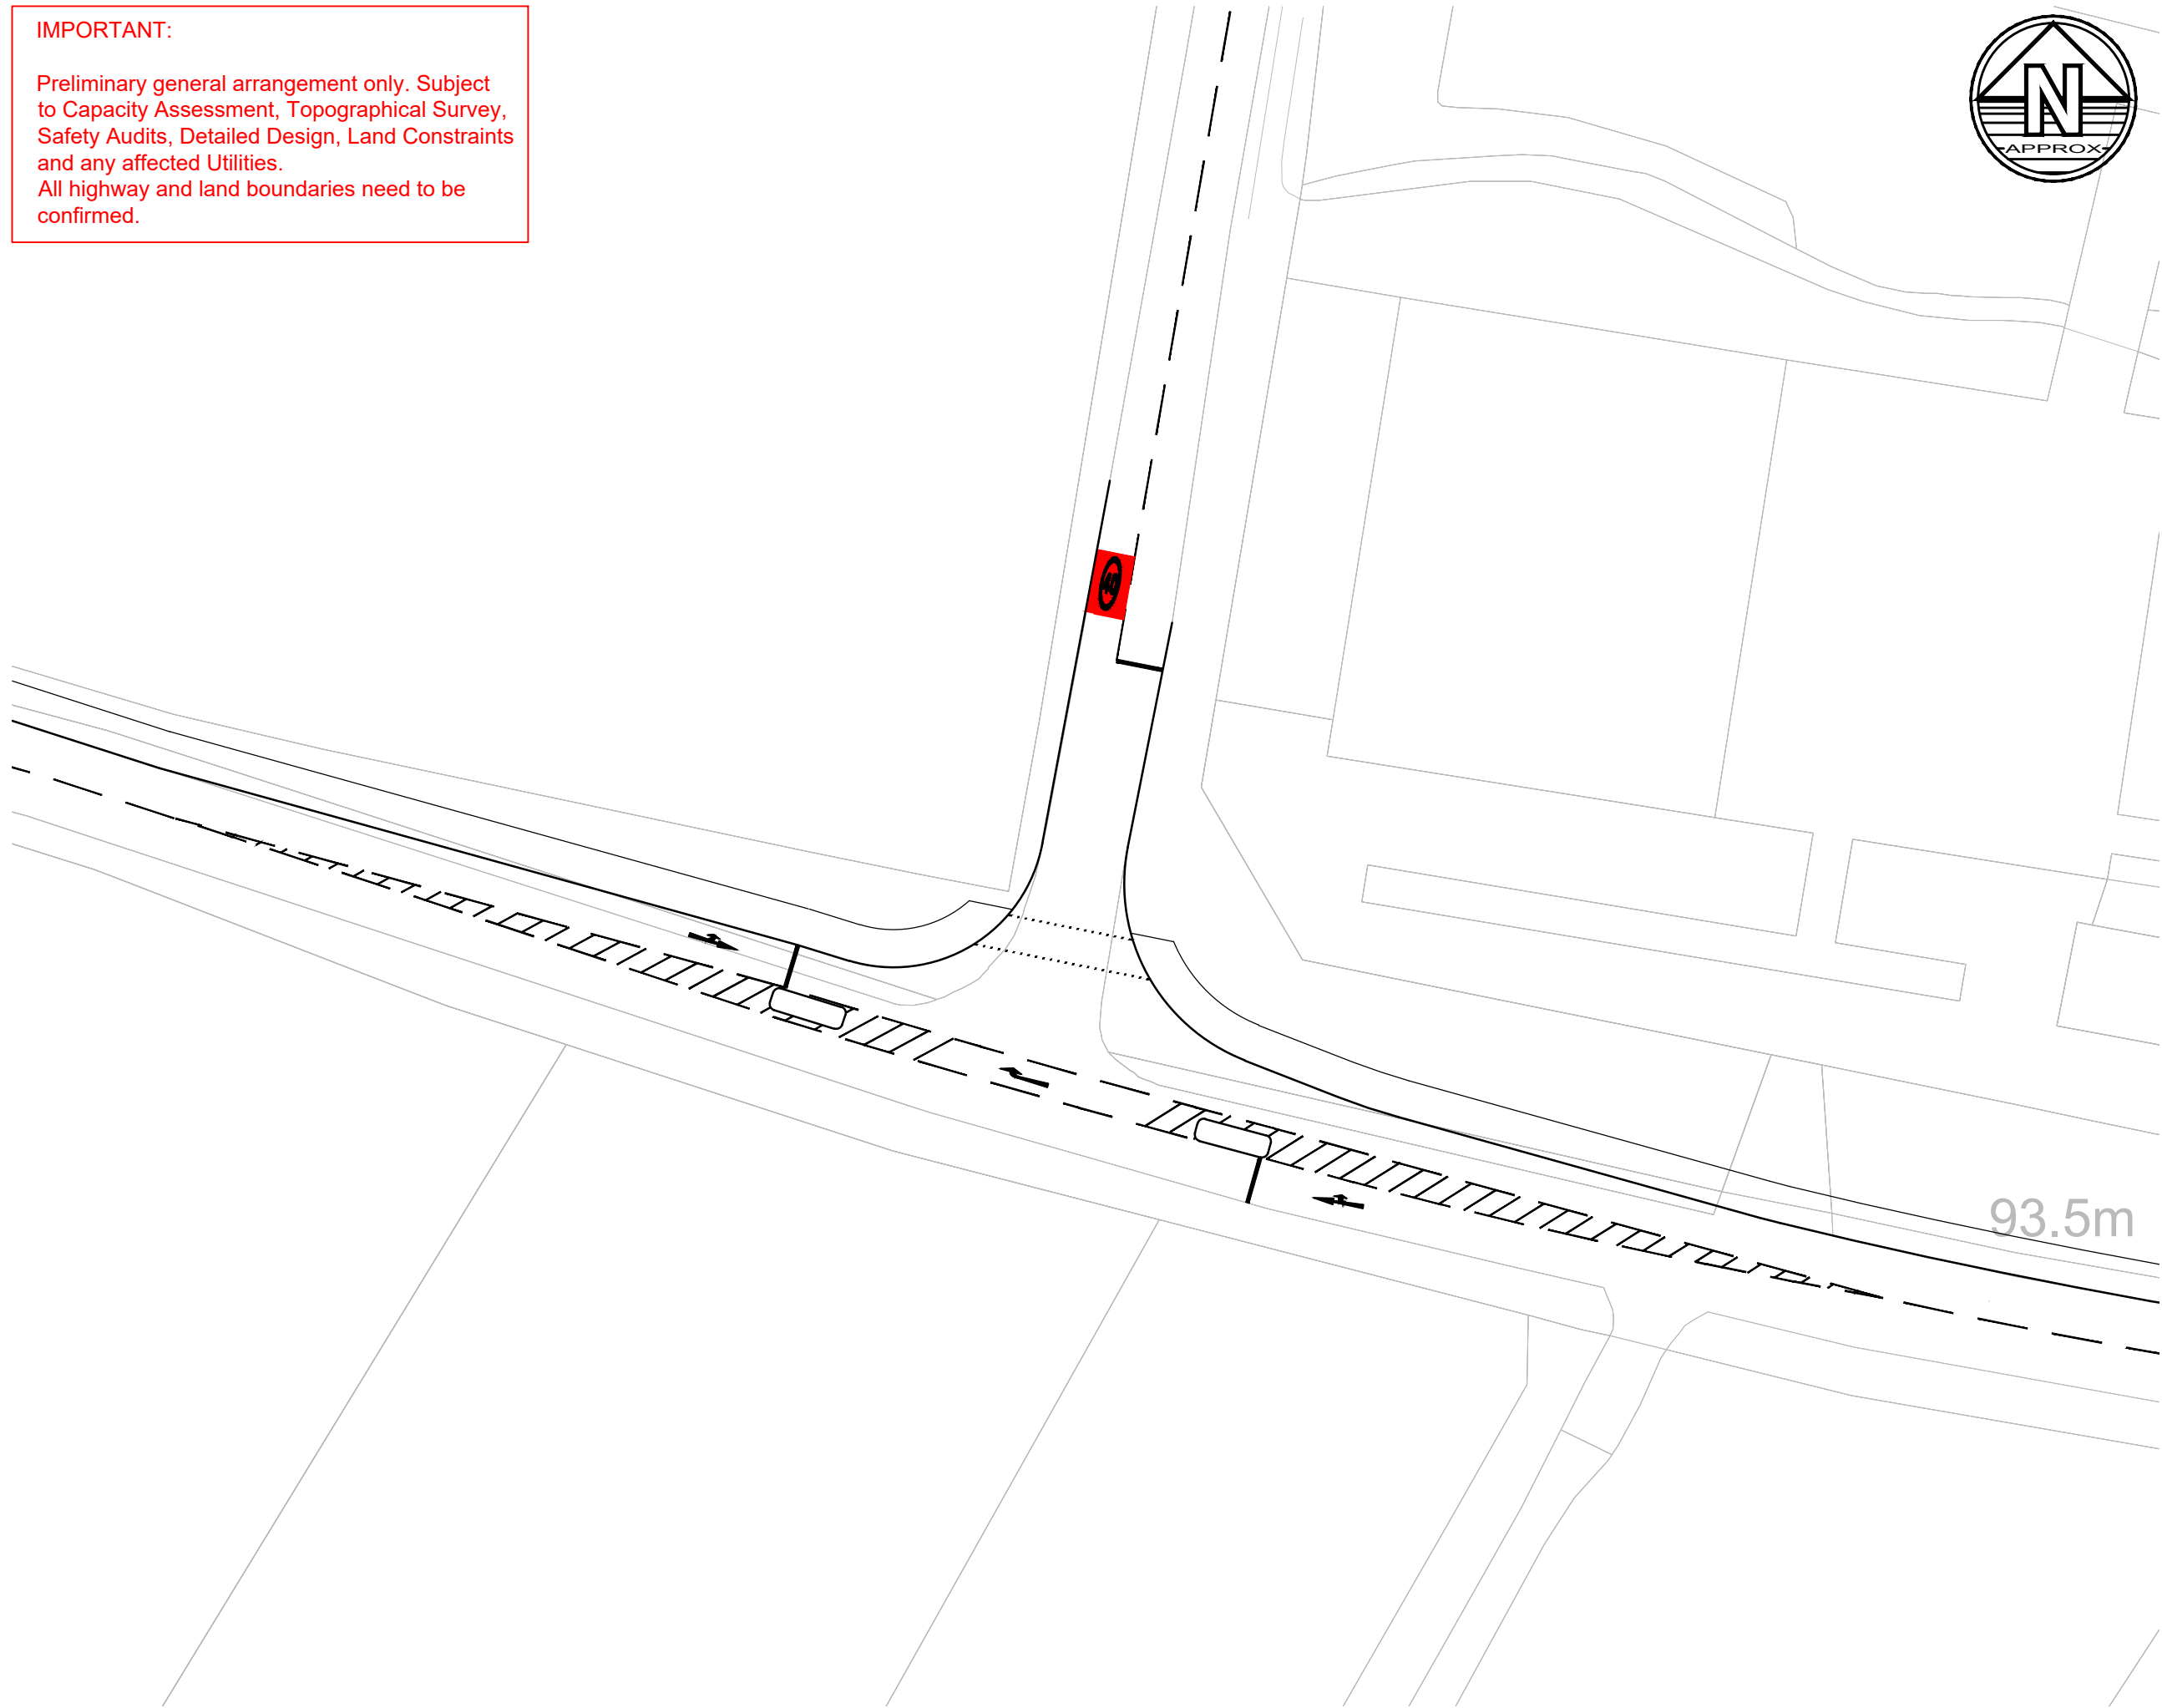 IMPORTANT:
Preliminary general arrangement only. Subject
to Capacity Assessment, Topographical Survey,
Safety Audits, Detailed Design, Land Constraints
and any affected Utilities.
All highway and land boundaries need to be
confirmed.
N
APPROX
93.5m